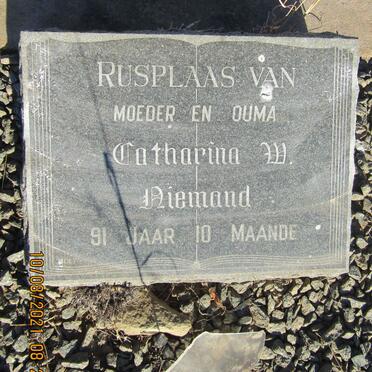 RUSPLAAS VAN
MOEDER EN OUMA
Catharina W.
Niemand
91 JAAR 10 MAANDE
10/08/2021 08